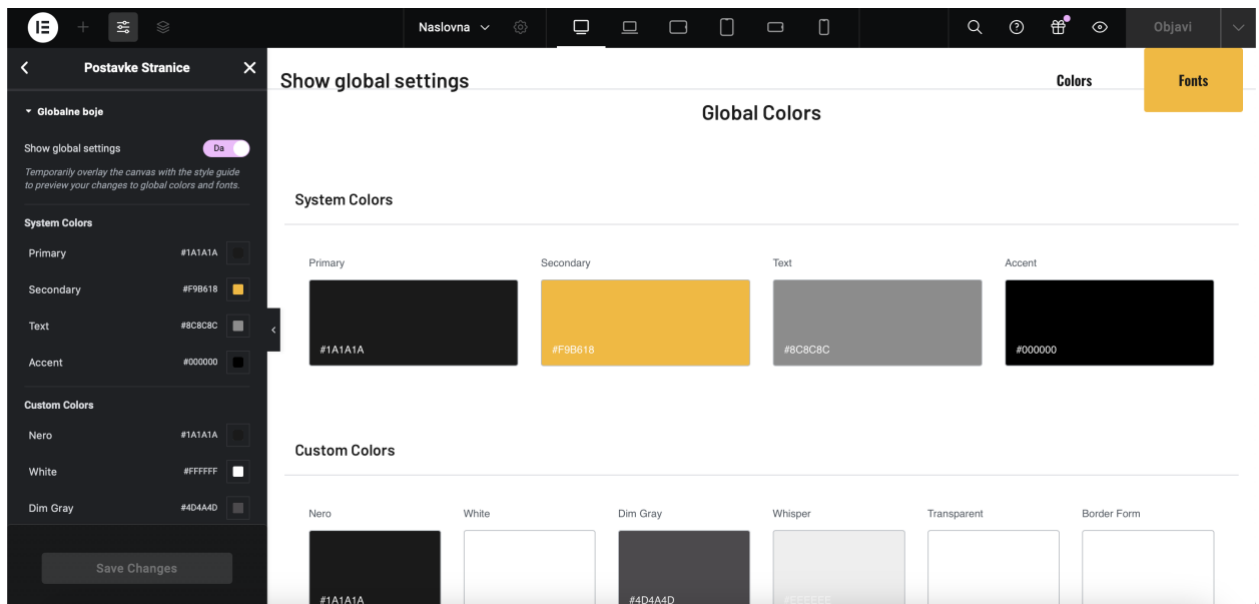 Naslovna
Objavi
Postavke Stranice
Globalne boje
Show global settings
Da
Temporarily overlay the canvas with the style guide
to preview your changes to global colors and fonts.
System Colors
Primary #1A1A1A
Secondary #F9B618
Text #8C8C8C
Accent #000000
Custom Colors
Nero #1A1A1A
White #FFFFFF
Dim Gray #4D4A4D
Save Changes
Show global settings
Colors
Fonts
Global Colors
System Colors
Primary
Secondary
Text
Accent
#1A1A1A
#F9B618
#8C8C8C
#000000
Custom Colors
Nero
White
Dim Gray
Whisper
Transparent
Border Form
#1A1A1A
#4D4A4D